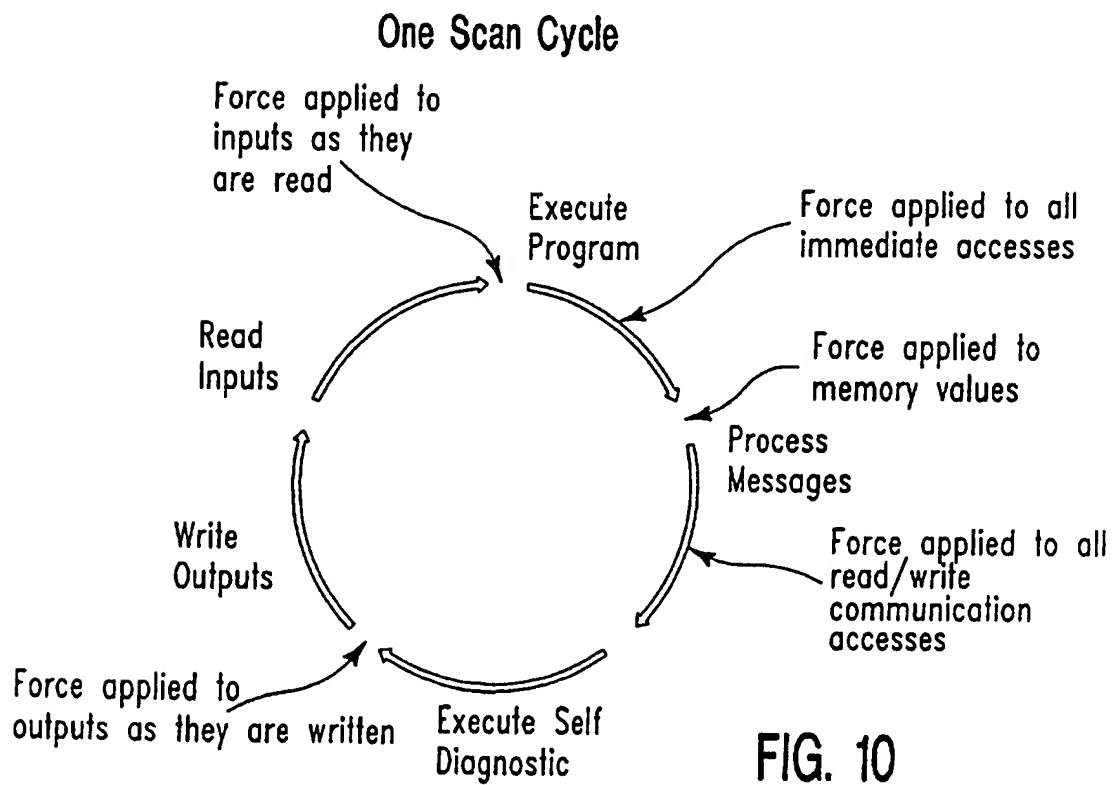 One Scan Cycle
Force applied to
inputs as they
are read
Execute
Program
Force applied to all
immediate accesses
Read
Inputs
Force applied to
memory values
Process
Messages
Write
Outputs
Force applied to all
read/write
communication
accesses
Force applied to
outputs as they are written
Execute Self
Diagnostic
FIG. 10